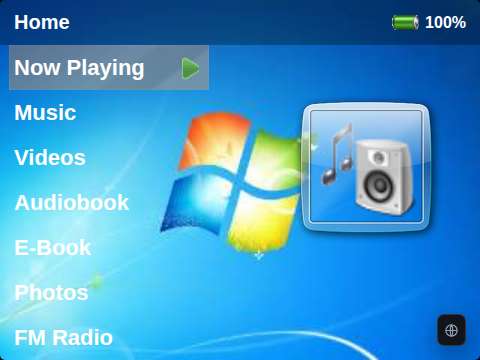 Home
100%
Now Playing
Music
Videos
Audiobook
E-Book
Photos
FM Radio